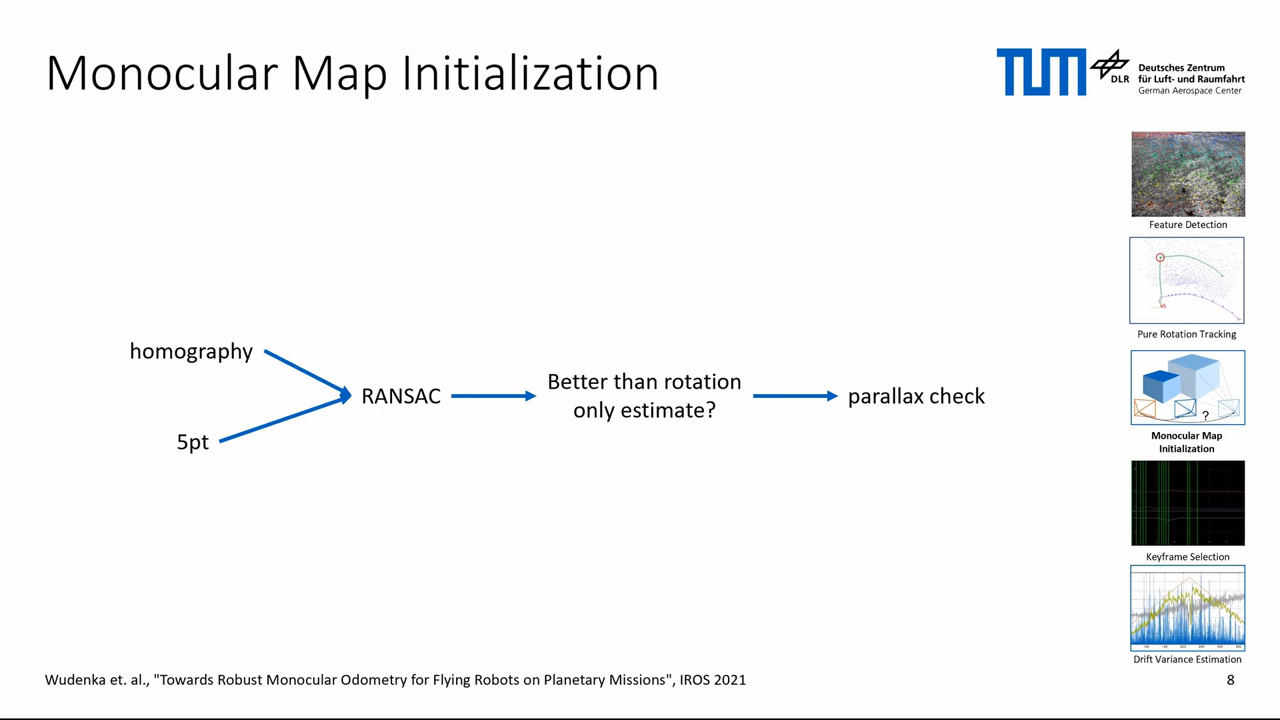 Monocular Map Initialization
TUM
DLR
Deutsches Zentrum
für Luft- und Raumfahrt
German Aerospace Center
homography
5pt
RANSAC
Better than rotation
only estimate?
parallax check
Feature Detection
Pure Rotation Tracking
?
Monocular Map
Initialization
Keyframe Selection
Drift Variance Estimation
Wudenka et. al., "Towards Robust Monocular Odometry for Flying Robots on Planetary Missions", IROS 2021
8